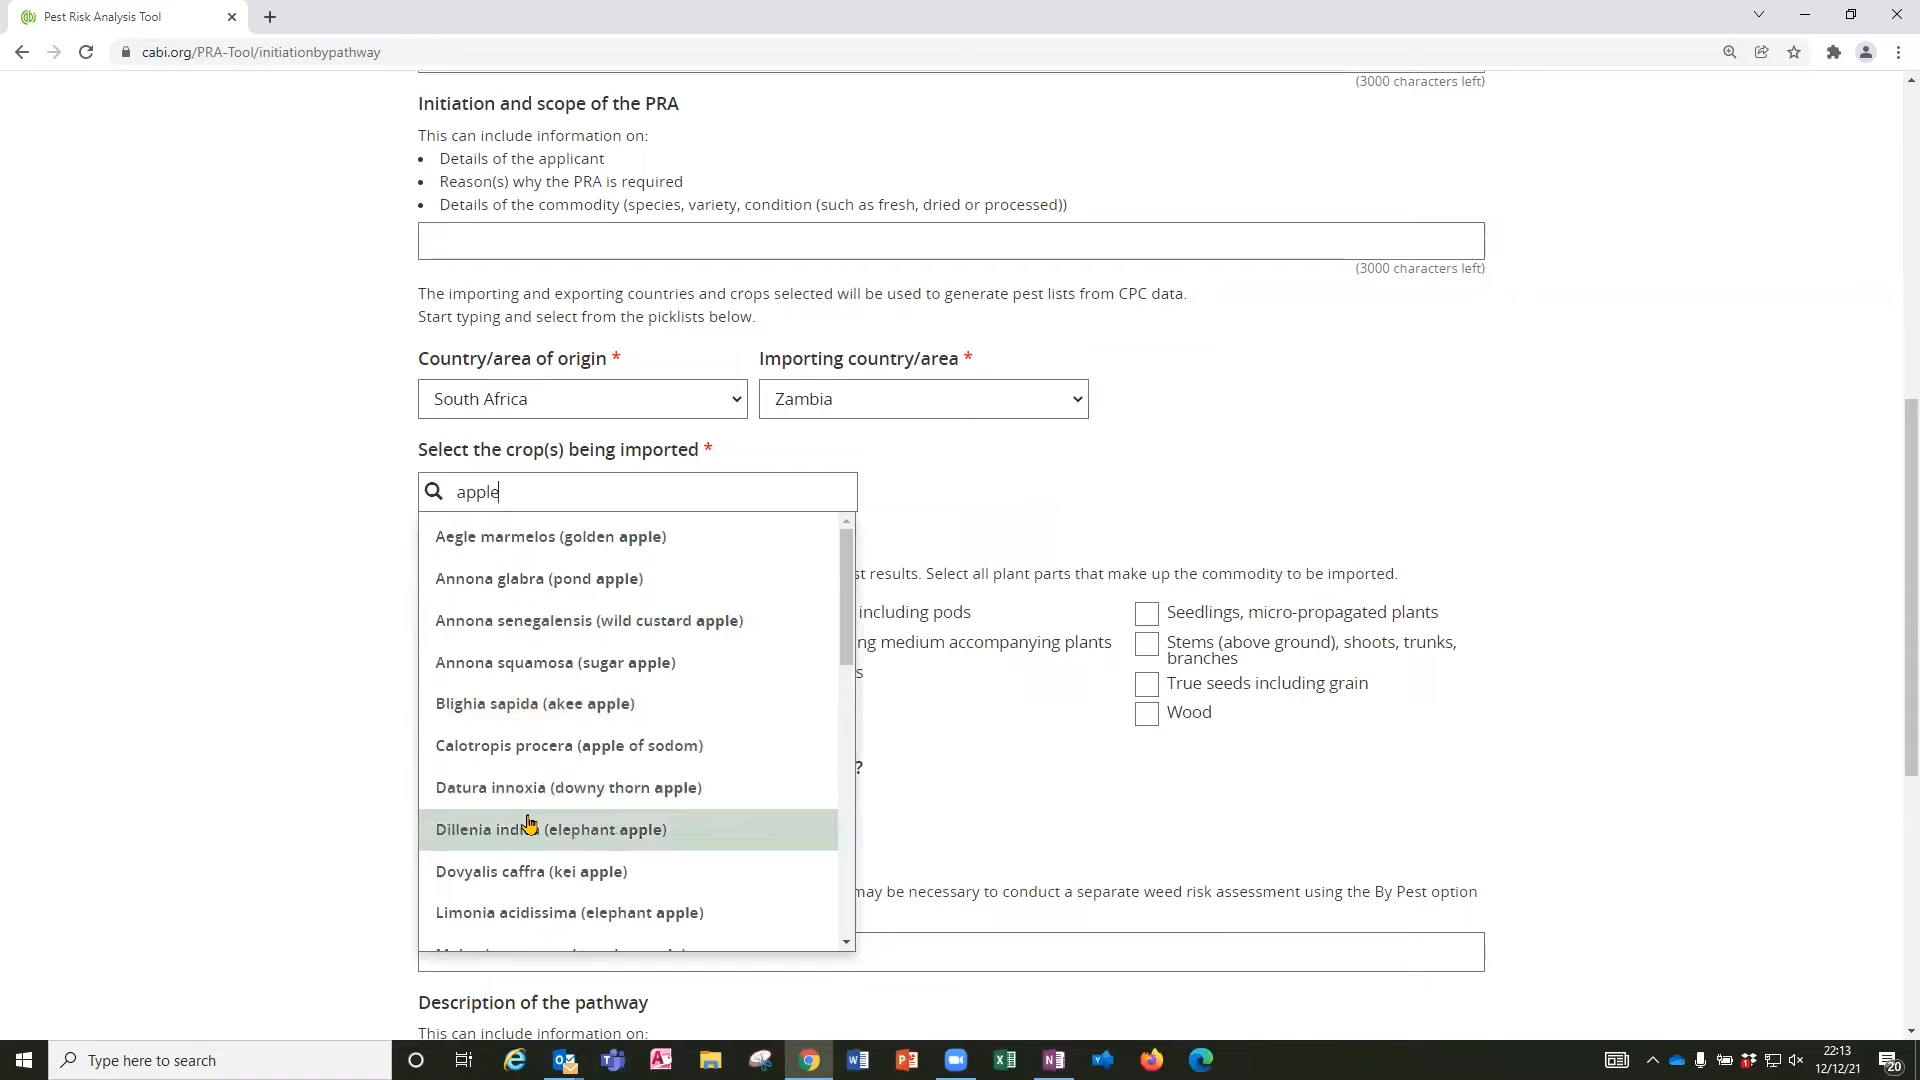 Pest Risk Analysis Tool
cabi.org/PRA-Tool/initiationbypathway
(3000 characters left)
Initiation and scope of the PRA
This can include information on:
• Details of the applicant
• Reason(s) why the PRA is required
• Details of the commodity (species, variety, condition (such as fresh, dried or processed))
(3000 characters left)
The importing and exporting countries and crops selected will be used to generate pest lists from CPC data.
Start typing and select from the picklists below.
Country/area of origin * Importing country/area *
South Africa Zambia
Select the crop(s) being imported *
apple
Aegle marmelos (golden apple)
st results. Select all plant parts that make up the commodity to be imported.
Annona glabra (pond apple)
including pods Seedlings, micro-propagated plants
Annona senegalensis (wild custard apple)
ng medium accompanying plants Stems (above ground), shoots, trunks,
branches
Annona squamosa (sugar apple)
s
True seeds including grain
Blighia sapida (akee apple)
Wood
Calotropis procera (apple of sodom)
?
Datura innoxia (downy thorn apple)
Dillenia (elephant apple)
Dovyalis caffra (kei apple)
may be necessary to conduct a separate weed risk assessment using the By Pest option
Limonia acidissima (elephant apple)
Description of the pathway
This can include information on:
Type here to search
22:13
12/12/21
20